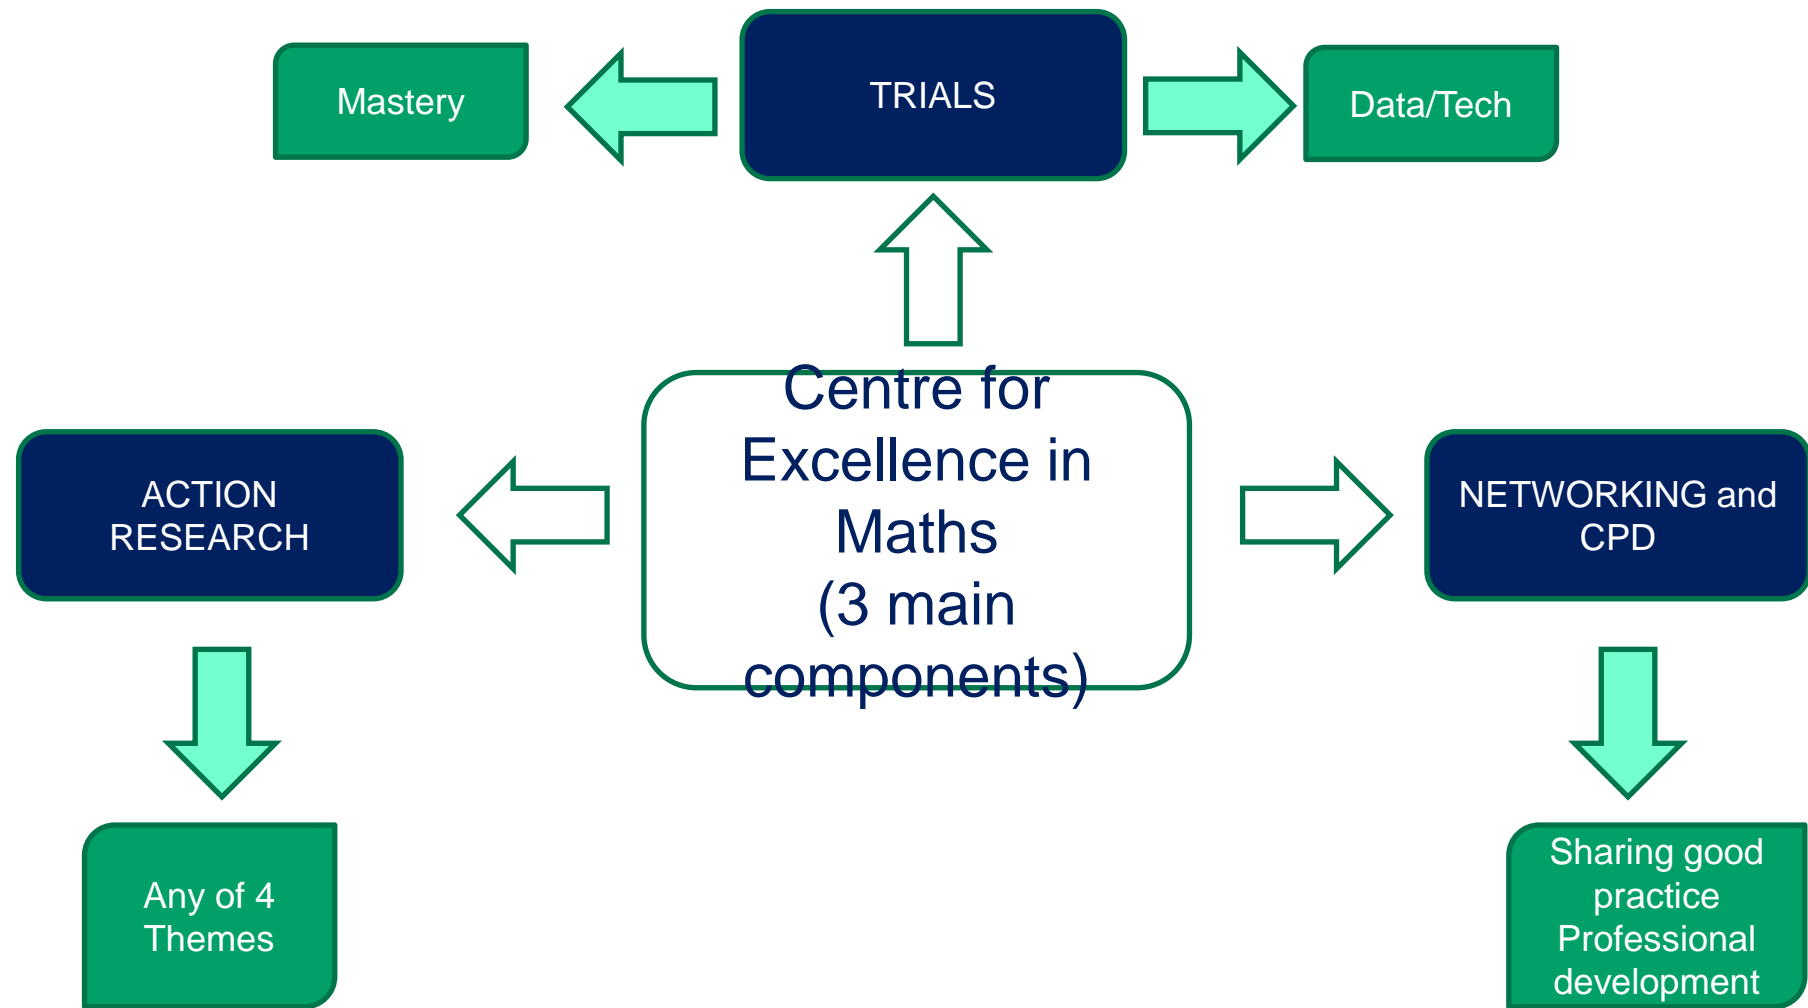 Mastery
TRIALS
Data/Tech
Centre for
Excellence in
Maths
(3 main
components)
ACTION
RESEARCH
NETWORKING and
CPD
Any of 4
Themes
Sharing good
practice
Professional
development